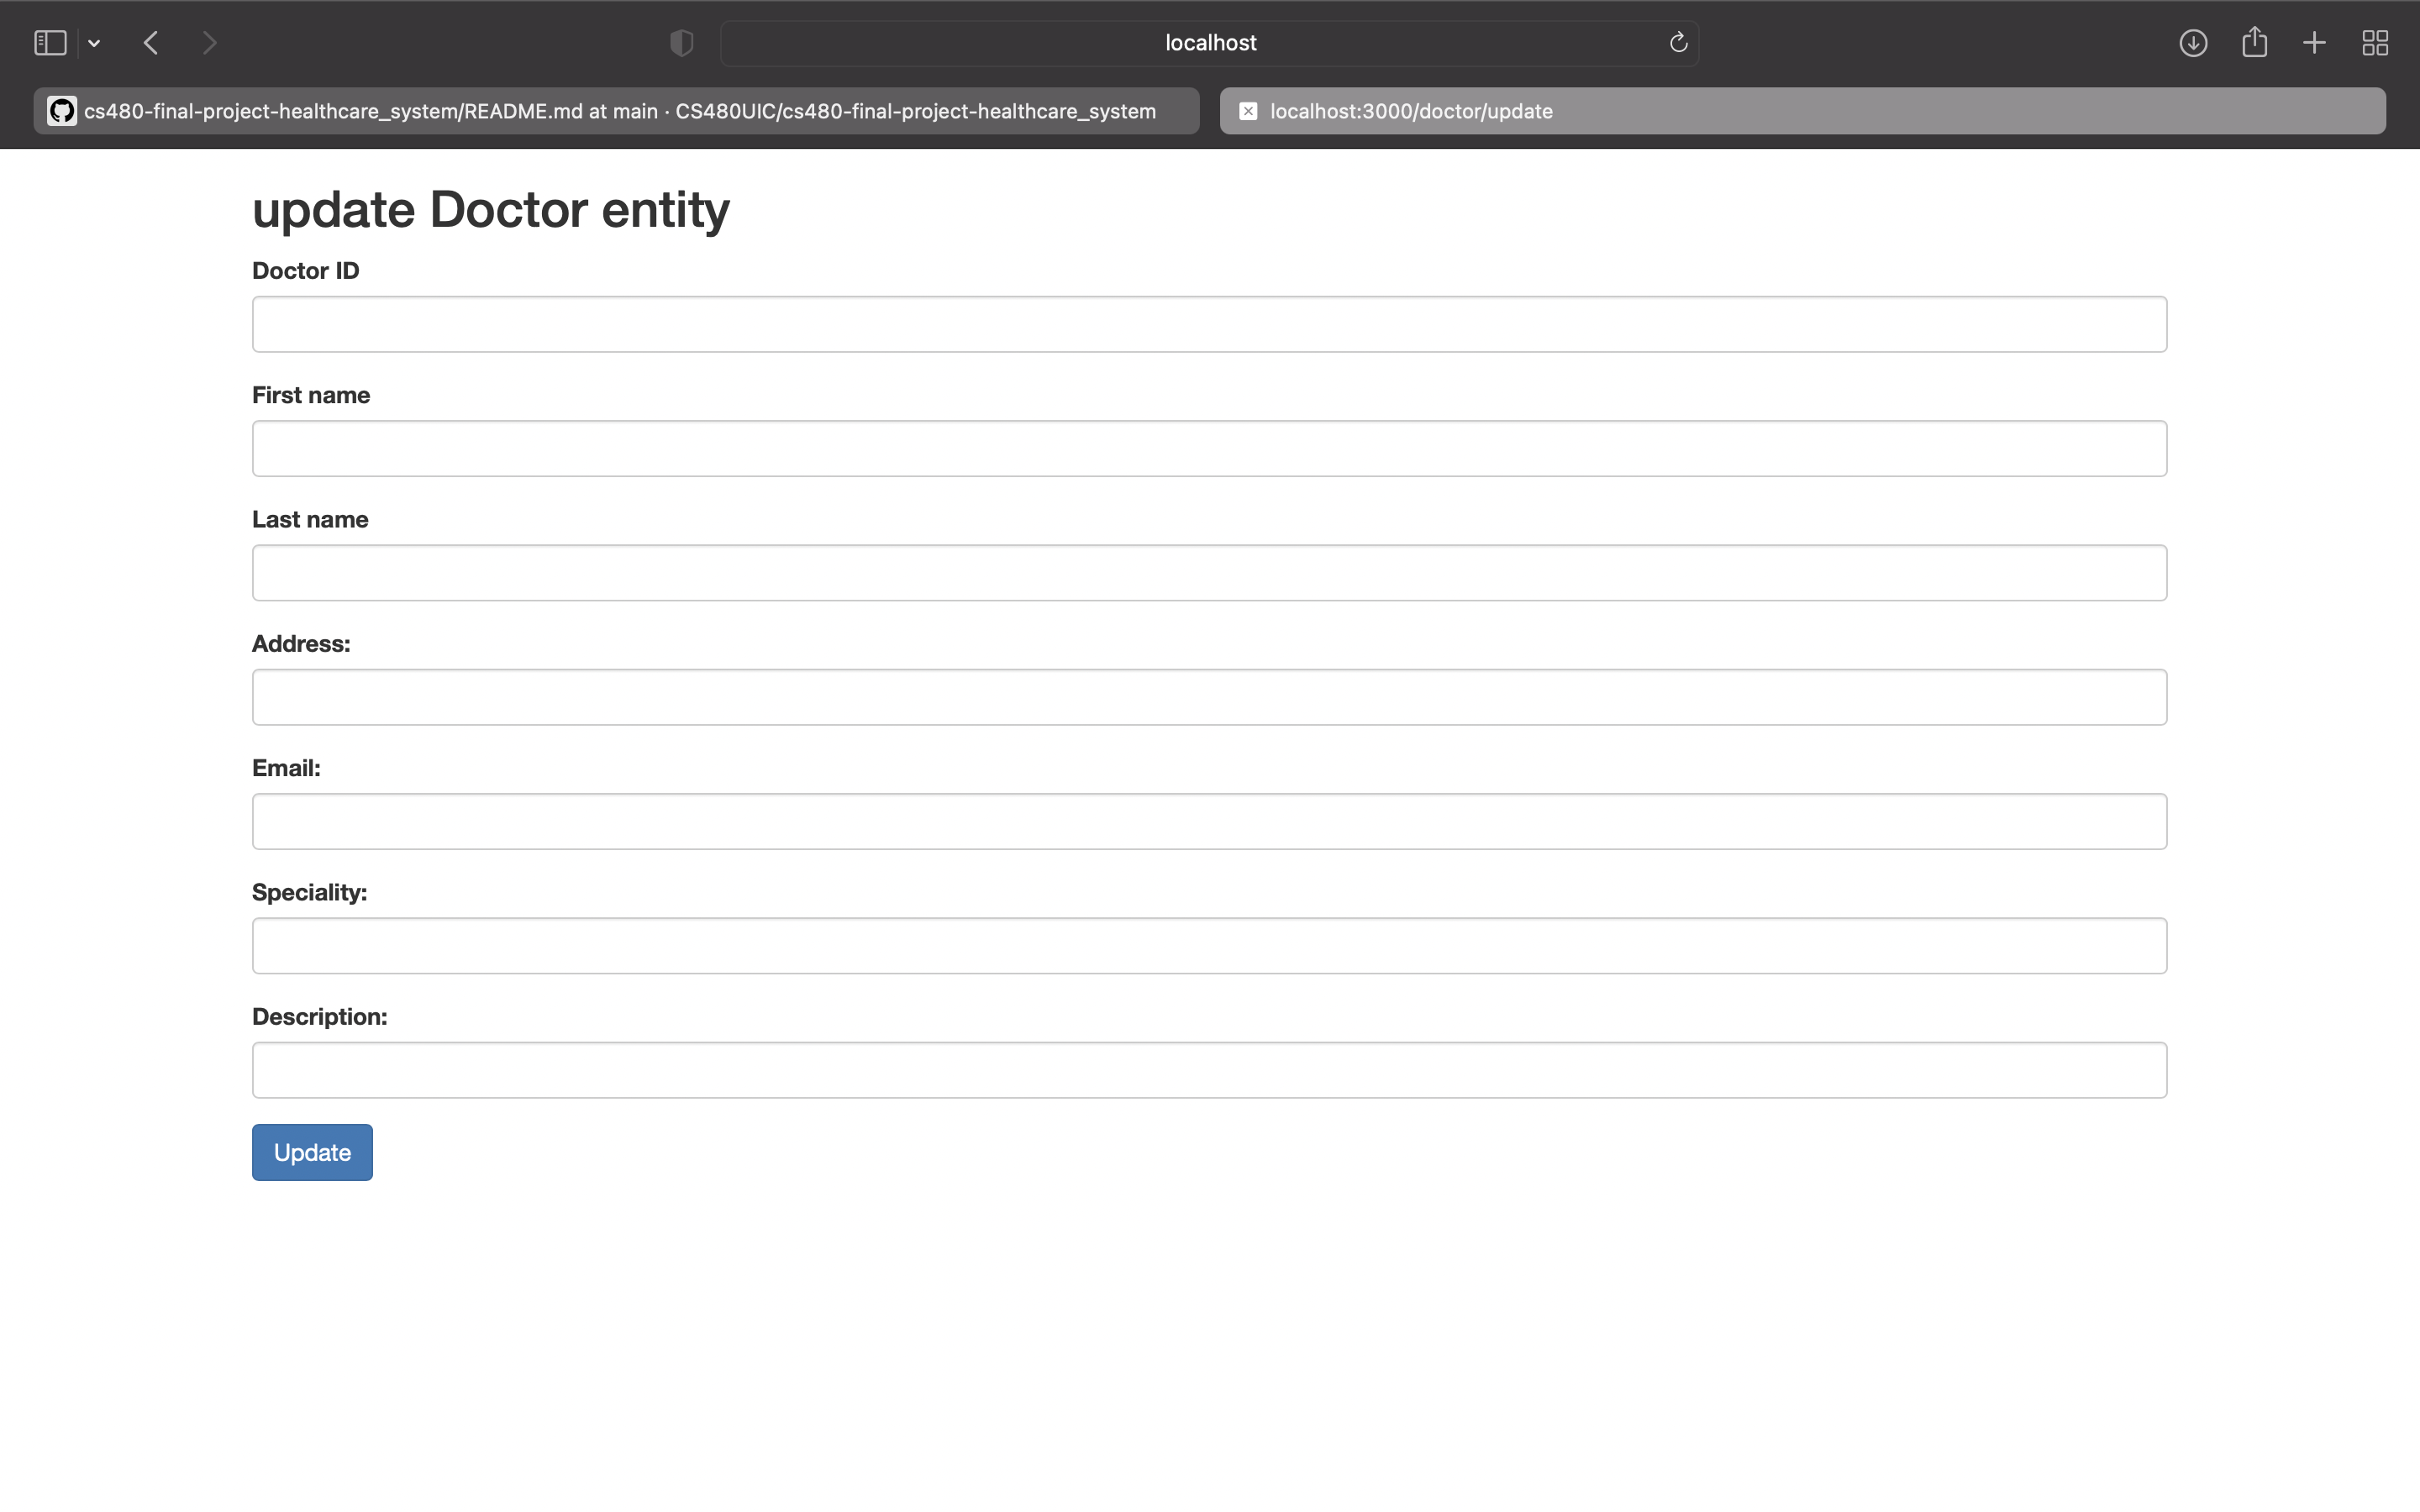 localhost
cs480-final-project-healthcare_system/README.md at main · CS480UIC/cs480-final-project-healthcare_system
localhost:3000/doctor/update
update Doctor entity
Doctor ID
First name
Last name
Address:
Email:
Speciality:
Description:
Update